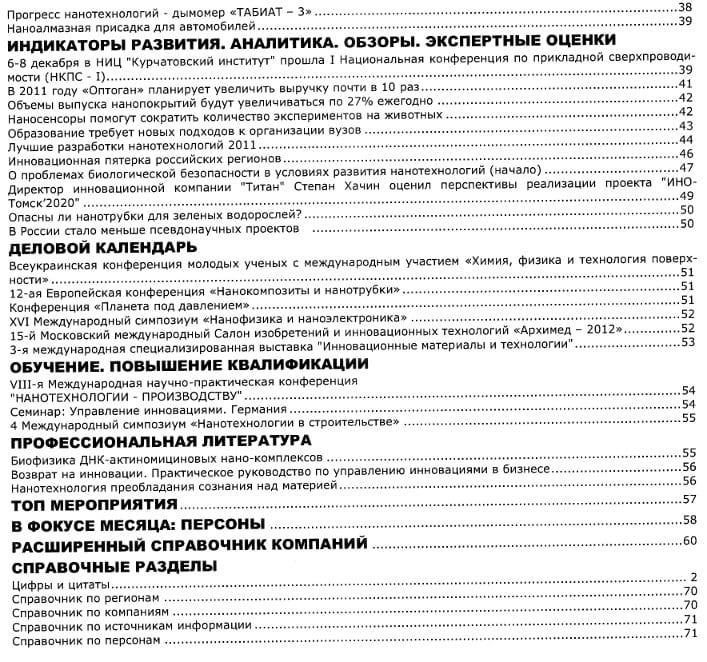 Прогресс нанотехнологий - дымомер «ТАБИАТ – 3»........38
Наноалмазная присадка для автомобилей........39
ИНДИКАТОРЫ РАЗВИТИЯ. АНАЛИТИКА. ОБЗОРЫ. ЭКСПЕРТНЫЕ ОЦЕНКИ
6-8 декабря в НИЦ "Курчатовский институт" прошла I Национальная конференция по прикладной сверхпроводи-
мости (НКПС - I)........39
В 2011 году «Оптоган» планирует увеличить выручку почти в 10 раз........41
Объемы выпуска нанопокрытий будут увеличиваться по 27% ежегодно........42
Наносенсоры помогут сократить количество экспериментов на животных........42
Образование требует новых подходов к организации вузов........43
Лучшие разработки нанотехнологий 2011........44
Инновационная пятерка российских регионов........46
О проблемах биологической безопасности в условиях развития нанотехнологий (начало)........47
Директор инновационной компании "Титан" Степан Хачин оценил перспективы реализации проекта "ИНО-
Томск'2020"........49
Опасны ли нанотрубки для зеленых водорослей?........50
В России стало меньше псевдонаучных проектов........50
ДЕЛОВОЙ КАЛЕНДАРЬ
Всеукраинская конференция молодых ученых с международным участием «Химия, физика и технология поверх-
ности»........51
12-ая Европейская конференция «Нанокомпозиты и нанотрубки»........51
Конференция «Планета под давлением»........51
XVI Международный симпозиум «Нанофизика и наноэлектроника»........52
15-й Московский международный Салон изобретений и инновационных технологий «Архимед – 2012»........52
3-я международная специализированная выставка "Инновационные материалы и технологии"........53
ОБУЧЕНИЕ. ПОВЫШЕНИЕ КВАЛИФИКАЦИИ
VIII-я Международная научно-практическая конференция
"НАНОТЕХНОЛОГИИ - ПРОИЗВОДСТВУ"........54
Семинар: Управление инновациями. Германия........54
4 Международный симпозиум «Нанотехнологии в строительстве»........55
ПРОФЕССИОНАЛЬНАЯ ЛИТЕРАТУРА
Биофизика ДНК-актиномициновых нано-комплексов........55
Возврат на инновации. Практическое руководство по управлению инновациями в бизнесе........56
Нанотехнология преобладания сознания над материей........56
ТОП МЕРОПРИЯТИЯ........57
В ФОКУСЕ МЕСЯЦА: ПЕРСОНЫ........58
РАСШИРЕННЫЙ СПРАВОЧНИК КОМПАНИЙ........60
СПРАВОЧНЫЕ РАЗДЕЛЫ
Цифры и цитаты........2
Справочник по регионам........70
Справочник по компаниям........70
Справочник по источникам информации........71
Справочник по персонам........71